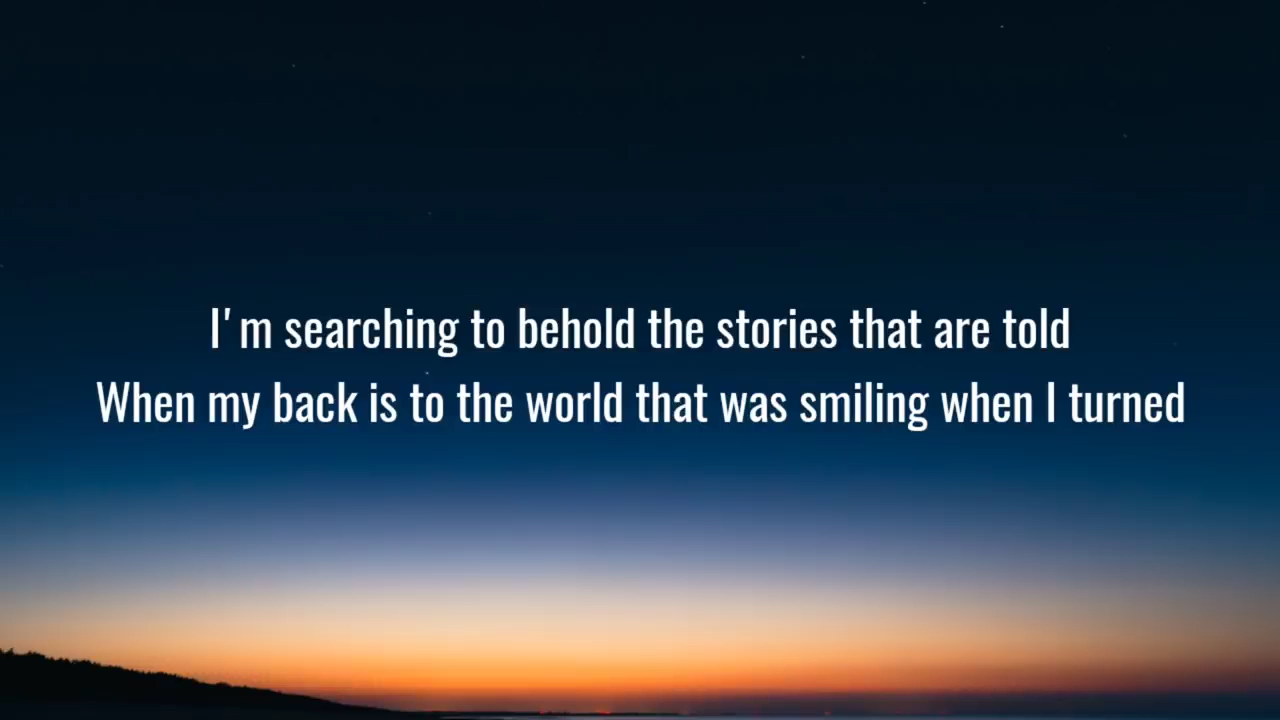 I'm searching to behold the stories that are told
When my back is to the world that was smiling when I turned